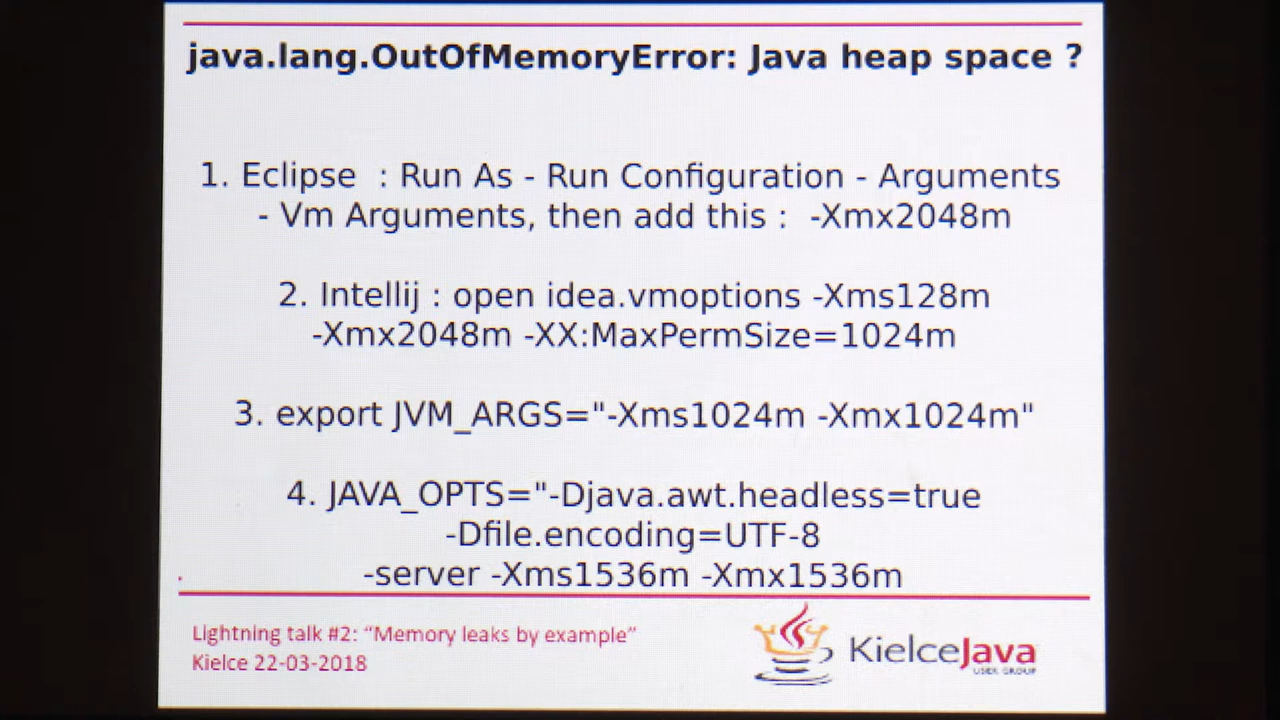 java.lang.OutOfMemoryError: Java heap space ?
1. Eclipse : Run As - Run Configuration - Arguments
- Vm Arguments, then add this : -Xmx2048m
2. Intellij : open idea.vmoptions -Xms128m
-Xmx2048m -XX:MaxPermSize=1024m
3. export JVM_ARGS="-Xms1024m -Xmx1024m"
4. JAVA_OPTS="-Djava.awt.headless=true
-Dfile.encoding=UTF-8
-server -Xms1536m -Xmx1536m
Lightning talk #2: “Memory leaks by example”
Kielce 22-03-2018
KielceJava
USER GROUP